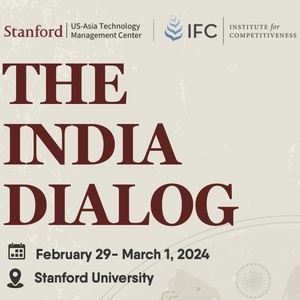 Stanford
US-Asia Technology
Management Center
IFC
INSTITUTE for
COMPETITIVENESS
THE
INDIA
DIALOG
February 29- March 1, 2024
Stanford University